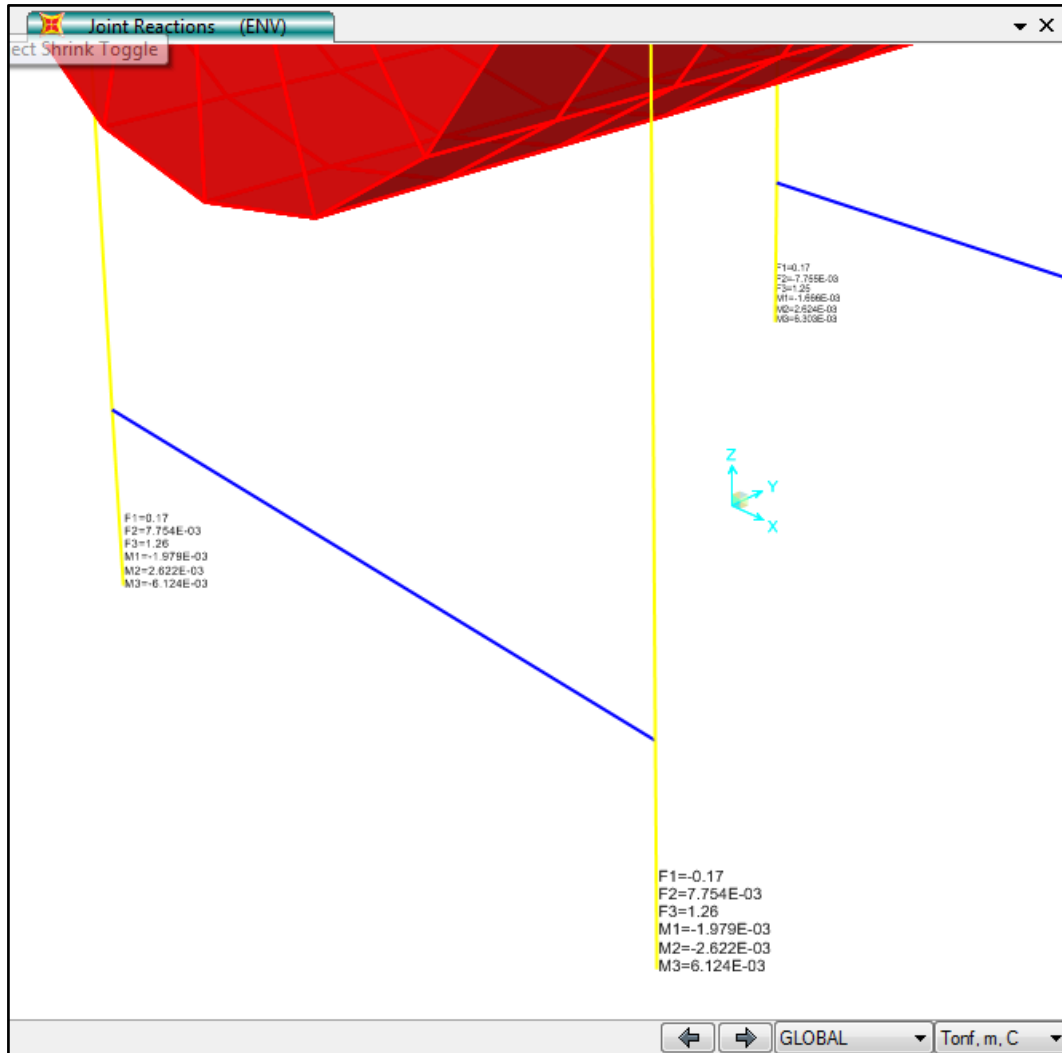 Joint Reactions (ENV)
ect Shrink Toggle
F1=0.17
F2=-7.755E-03
F3=1.25
M1=-1.656E-03
M2=2.624E-03
M3=6.303E-03
Z
Y
X
F1=0.17
F2=7.754E-03
F3=1.26
M1=-1.979E-03
M2=2.622E-03
M3=-6.124E-03
F1=-0.17
F2=7.754E-03
F3=1.26
M1=-1.979E-03
M2=-2.622E-03
M3=6.124E-03
GLOBAL
Tonf, m, C